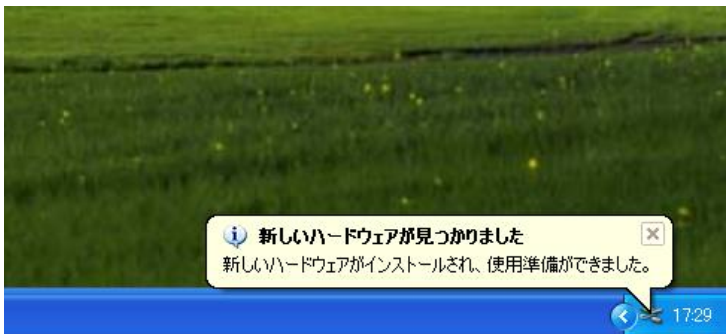 新しいハードウェアが見つかりました
新しいハードウェアがインストールされ、使用準備ができました。
17:29